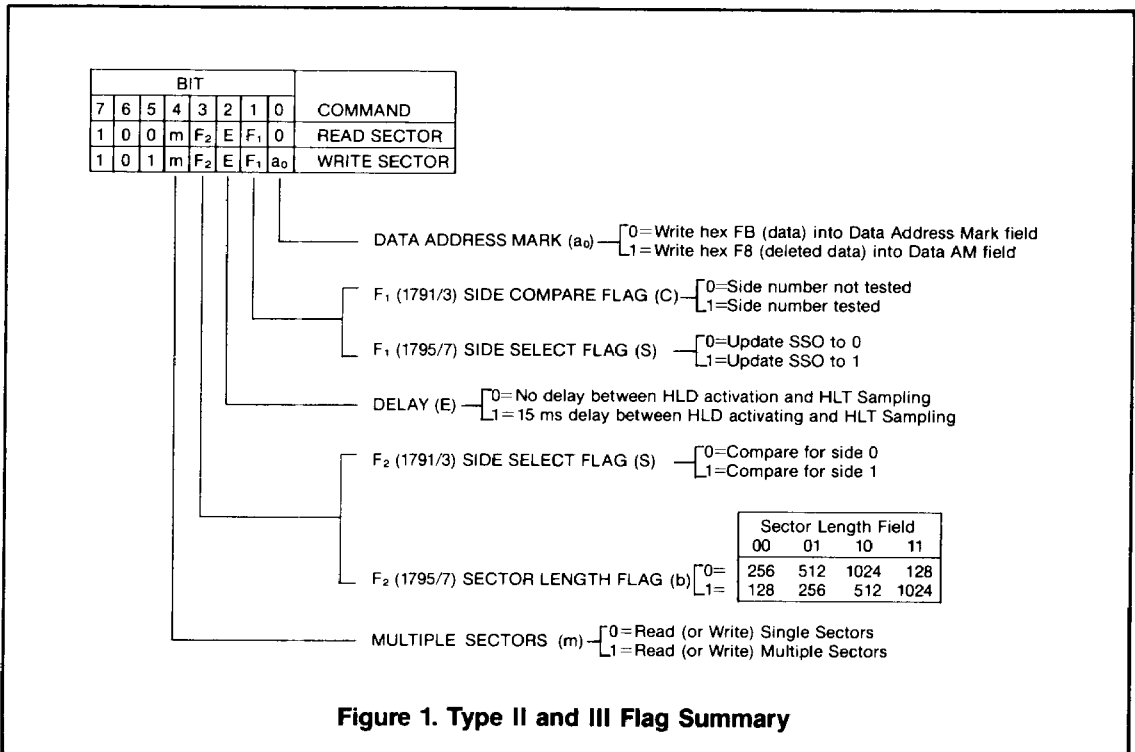 BIT
7 6 5 4 3 2 1 0 COMMAND
1 0 0 m F₂ E F₁ 0 READ SECTOR
1 0 1 m F₂ E F₁ a₀ WRITE SECTOR
DATA ADDRESS MARK (a₀) 0=Write hex FB (data) into Data Address Mark field
1=Write hex F8 (deleted data) into Data AM field
F₁ (1791/3) SIDE COMPARE FLAG (C) 0=Side number not tested
1=Side number tested
F₁ (1795/7) SIDE SELECT FLAG (S) 0=Update SSO to 0
1=Update SSO to 1
DELAY (E) 0=No delay between HLD activation and HLT Sampling
1=15 ms delay between HLD activating and HLT Sampling
F₂ (1791/3) SIDE SELECT FLAG (S) 0=Compare for side 0
1=Compare for side 1
Sector Length Field
00 01 10 11
F₂ (1795/7) SECTOR LENGTH FLAG (b) 0= 256 512 1024 128
1= 128 256 512 1024
MULTIPLE SECTORS (m) 0=Read (or Write) Single Sectors
1=Read (or Write) Multiple Sectors
Figure 1. Type II and III Flag Summary